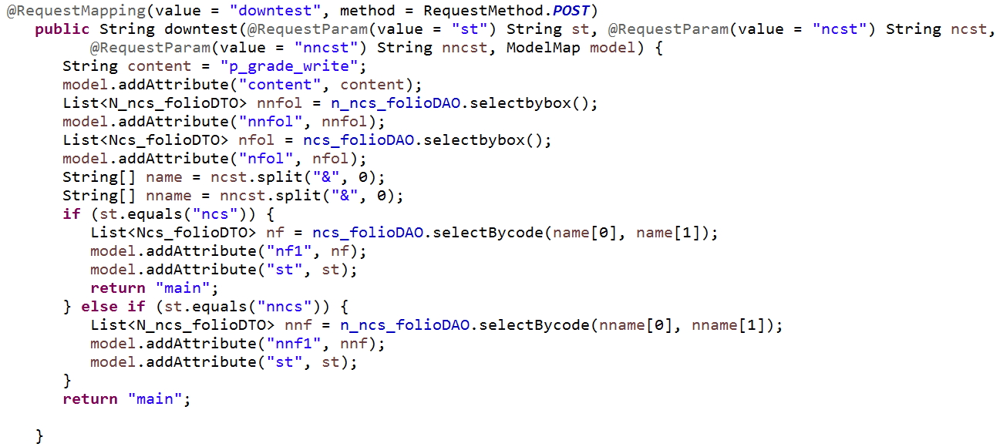 @RequestMapping(value = "downtest", method = RequestMethod.POST)
public String downtest(@RequestParam(value = "st") String st, @RequestParam(value = "ncst") String ncst,
@RequestParam(value = "nncst") String nncst, ModelMap model) {
String content = "p_grade_write";
model.addAttribute("content", content);
List<N_ncs_folioDTO> nnfol = n_ncs_folioDAO.selectbybox();
model.addAttribute("nnfol", nnfol);
List<Ncs_folioDTO> nfol = ncs_folioDAO.selectbybox();
model.addAttribute("nfol", nfol);
String[] name = ncst.split("&", 0);
String[] nname = nncst.split("&", 0);
if (st.equals("ncs")) {
List<Ncs_folioDTO> nf = ncs_folioDAO.selectBycode(name[0], name[1]);
model.addAttribute("nf1", nf);
model.addAttribute("st", st);
return "main";
} else if (st.equals("nncs")) {
List<N_ncs_folioDTO> nnf = n_ncs_folioDAO.selectBycode(nname[0], nname[1]);
model.addAttribute("nnf1", nnf);
model.addAttribute("st", st);
}
return "main";
}